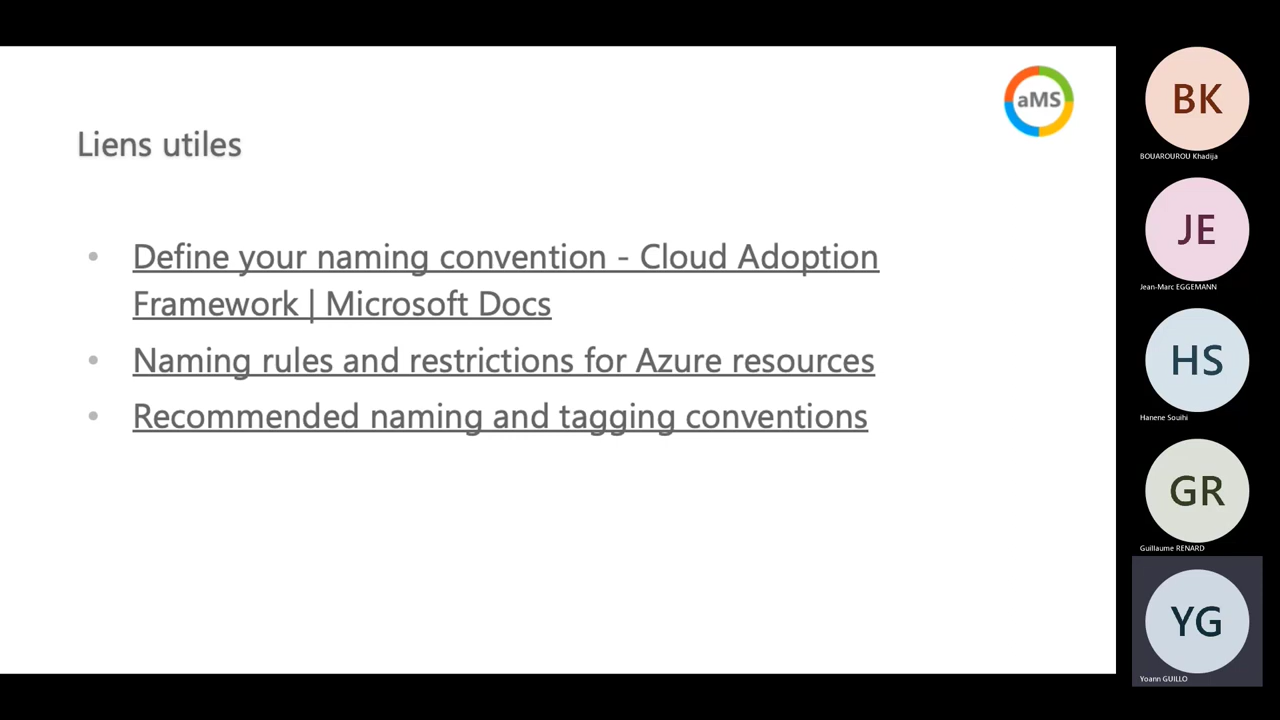 aMS
Liens utiles
• Define your naming convention - Cloud Adoption
Framework | Microsoft Docs
• Naming rules and restrictions for Azure resources
• Recommended naming and tagging conventions
BK
BOUAROUROU Khadija
JE
Jean-Marc EGGEMANN
HS
Hanene Souihi
GR
Guillaume RENARD
YG
Yoann GUILLO